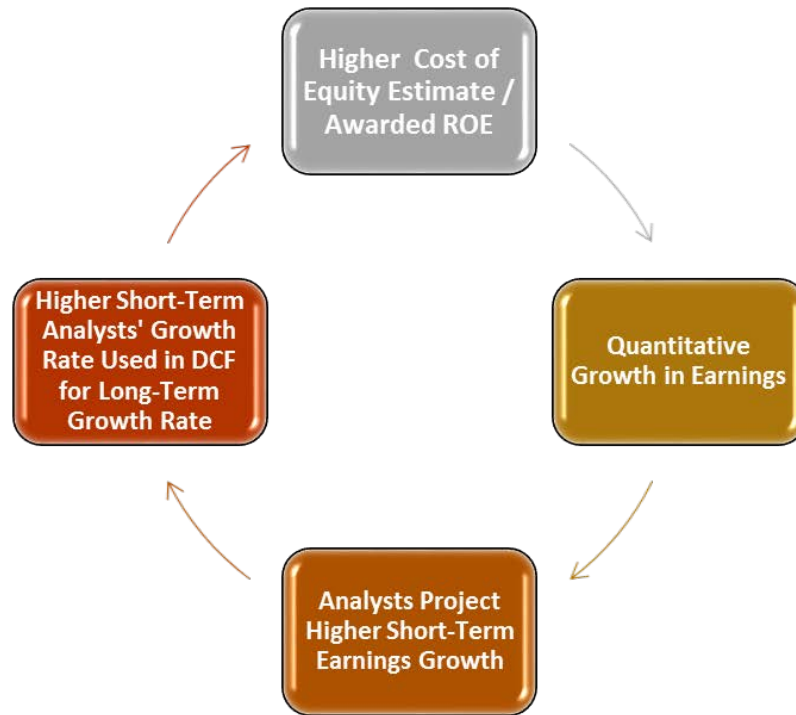 Higher Cost of
Equity Estimate /
Awarded ROE
Quantitative
Growth in Earnings
Analysts Project
Higher Short-Term
Earnings Growth
Higher Short-Term
Analysts' Growth
Rate Used in DCF
for Long-Term
Growth Rate